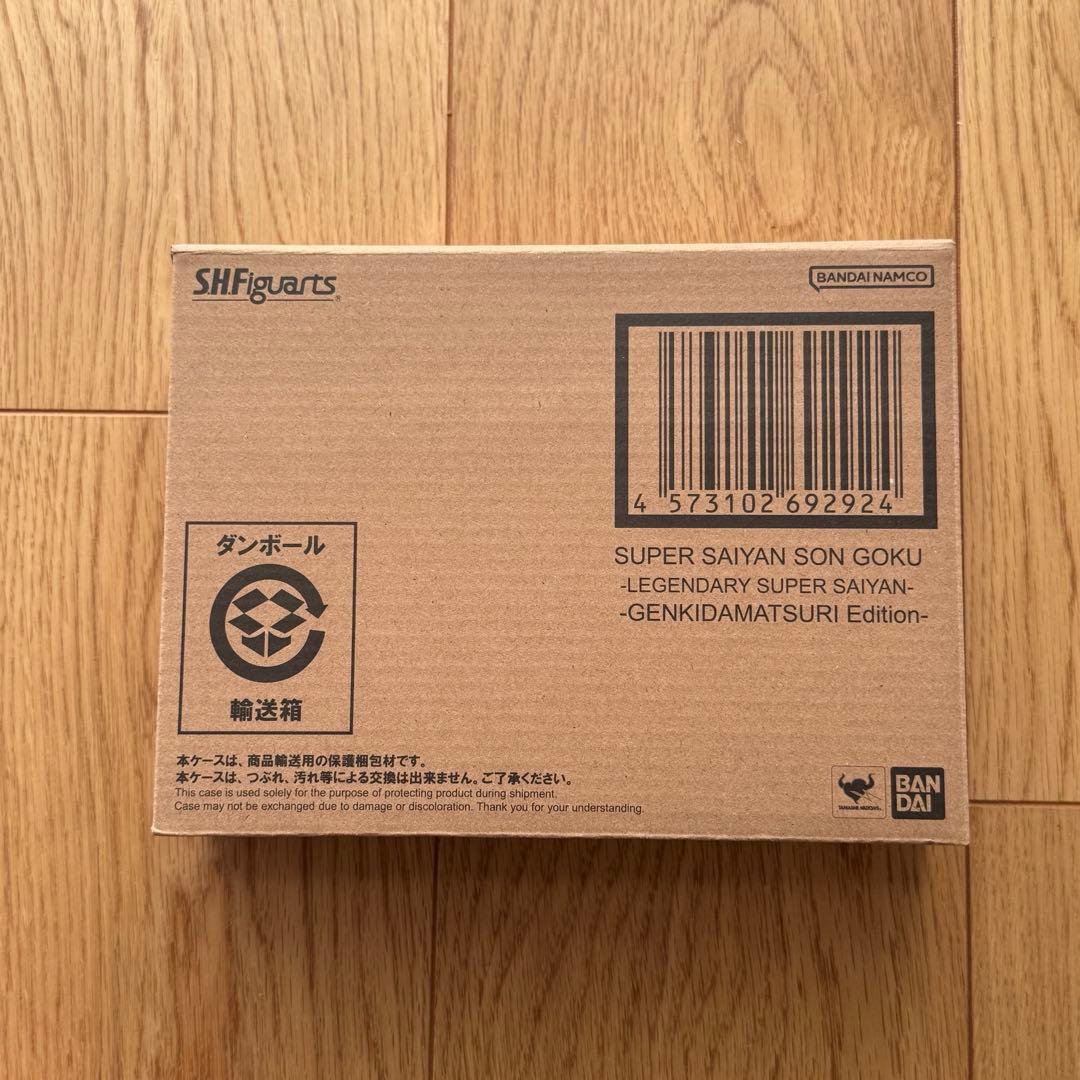 S.H.Figuarts®
BANDAI NAMCO
4 573102 692924
SUPER SAIYAN SON GOKU
-LEGENDARY SUPER SAIYAN-
-GENKIDAMATSURI Edition-
ダンボール
輸送箱
本ケースは、商品輸送用の保護梱包材です。
本ケースは、つぶれ、汚れ等による交換は出来ません。ご了承ください。
This case is used solely for the purpose of protecting product during shipment.
Case may not be exchanged due to damage or discoloration. Thank you for your understanding.
TAMASHII NATIONS
BAN
DAI